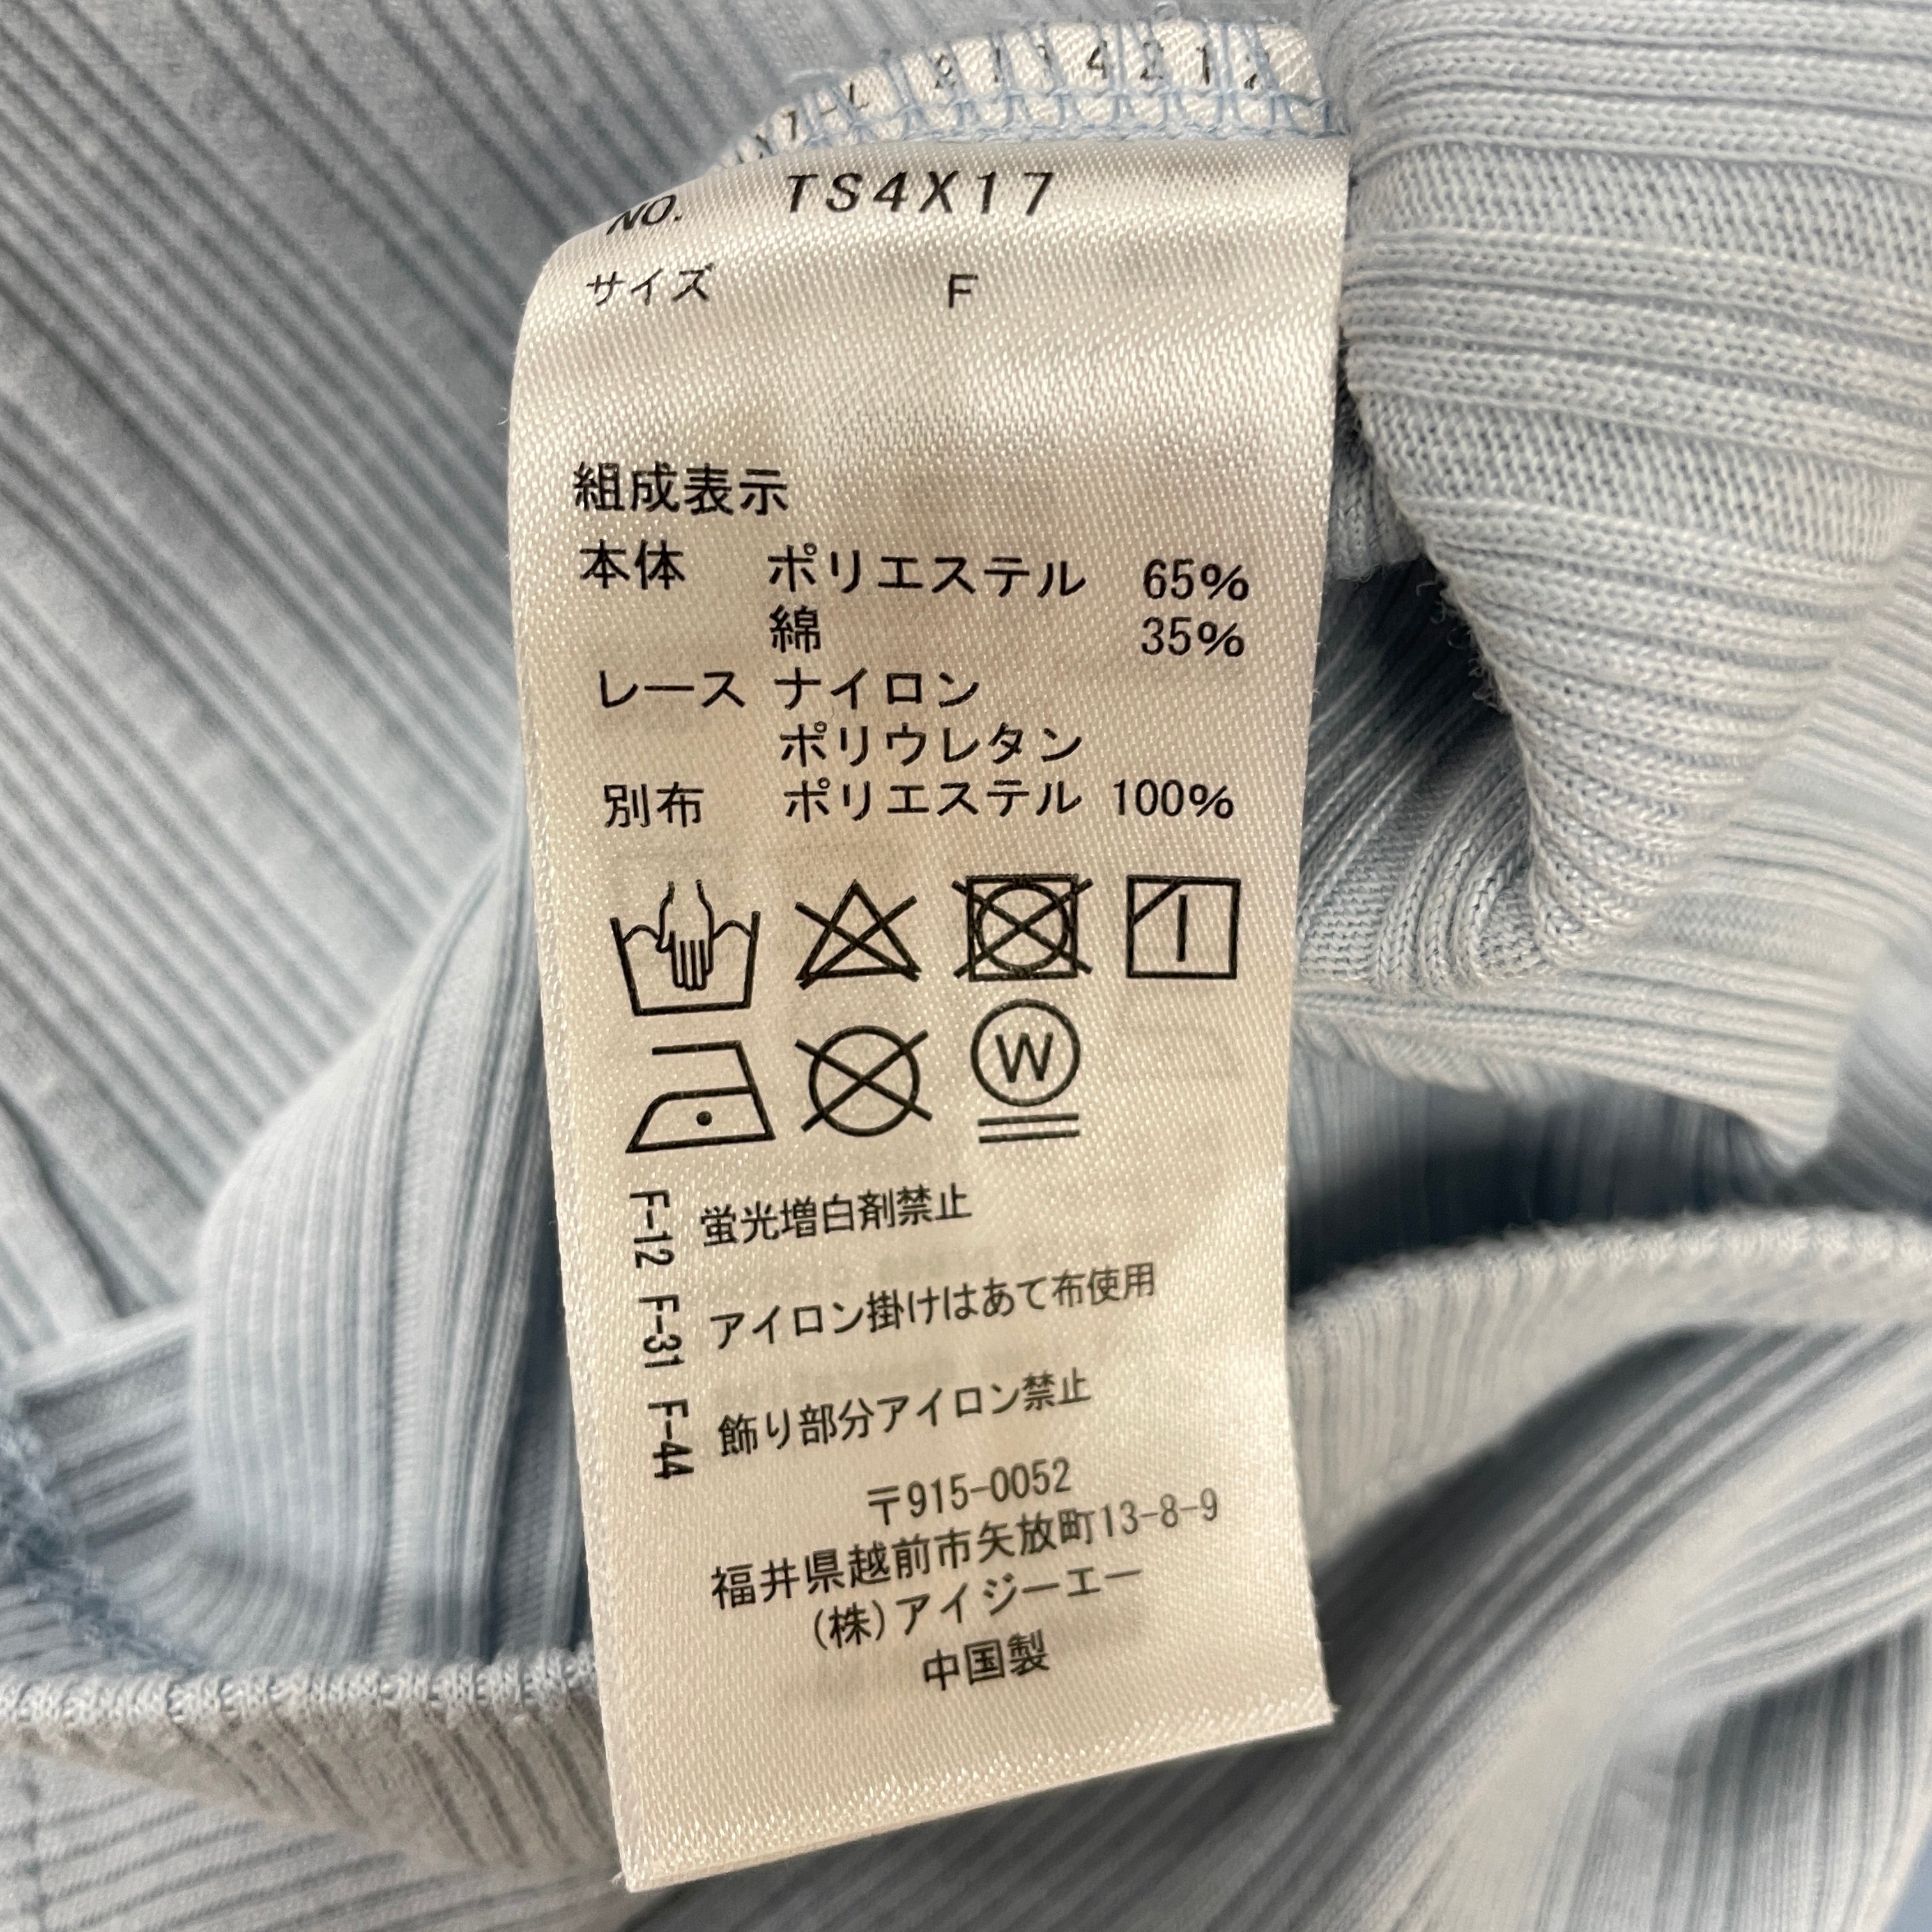 NO. TS4X17
サイズ F
組成表示
本体 ポリエステル 65%
綿 35%
レース ナイロン
ポリウレタン
別布 ポリエステル 100%
W
F-12 蛍光増白剤禁止
F-31 アイロン掛けはあて布使用
F-44 飾り部分アイロン禁止
〒915-0052
福井県越前市矢放町13-8-9
(株)アイジーエー
中国製